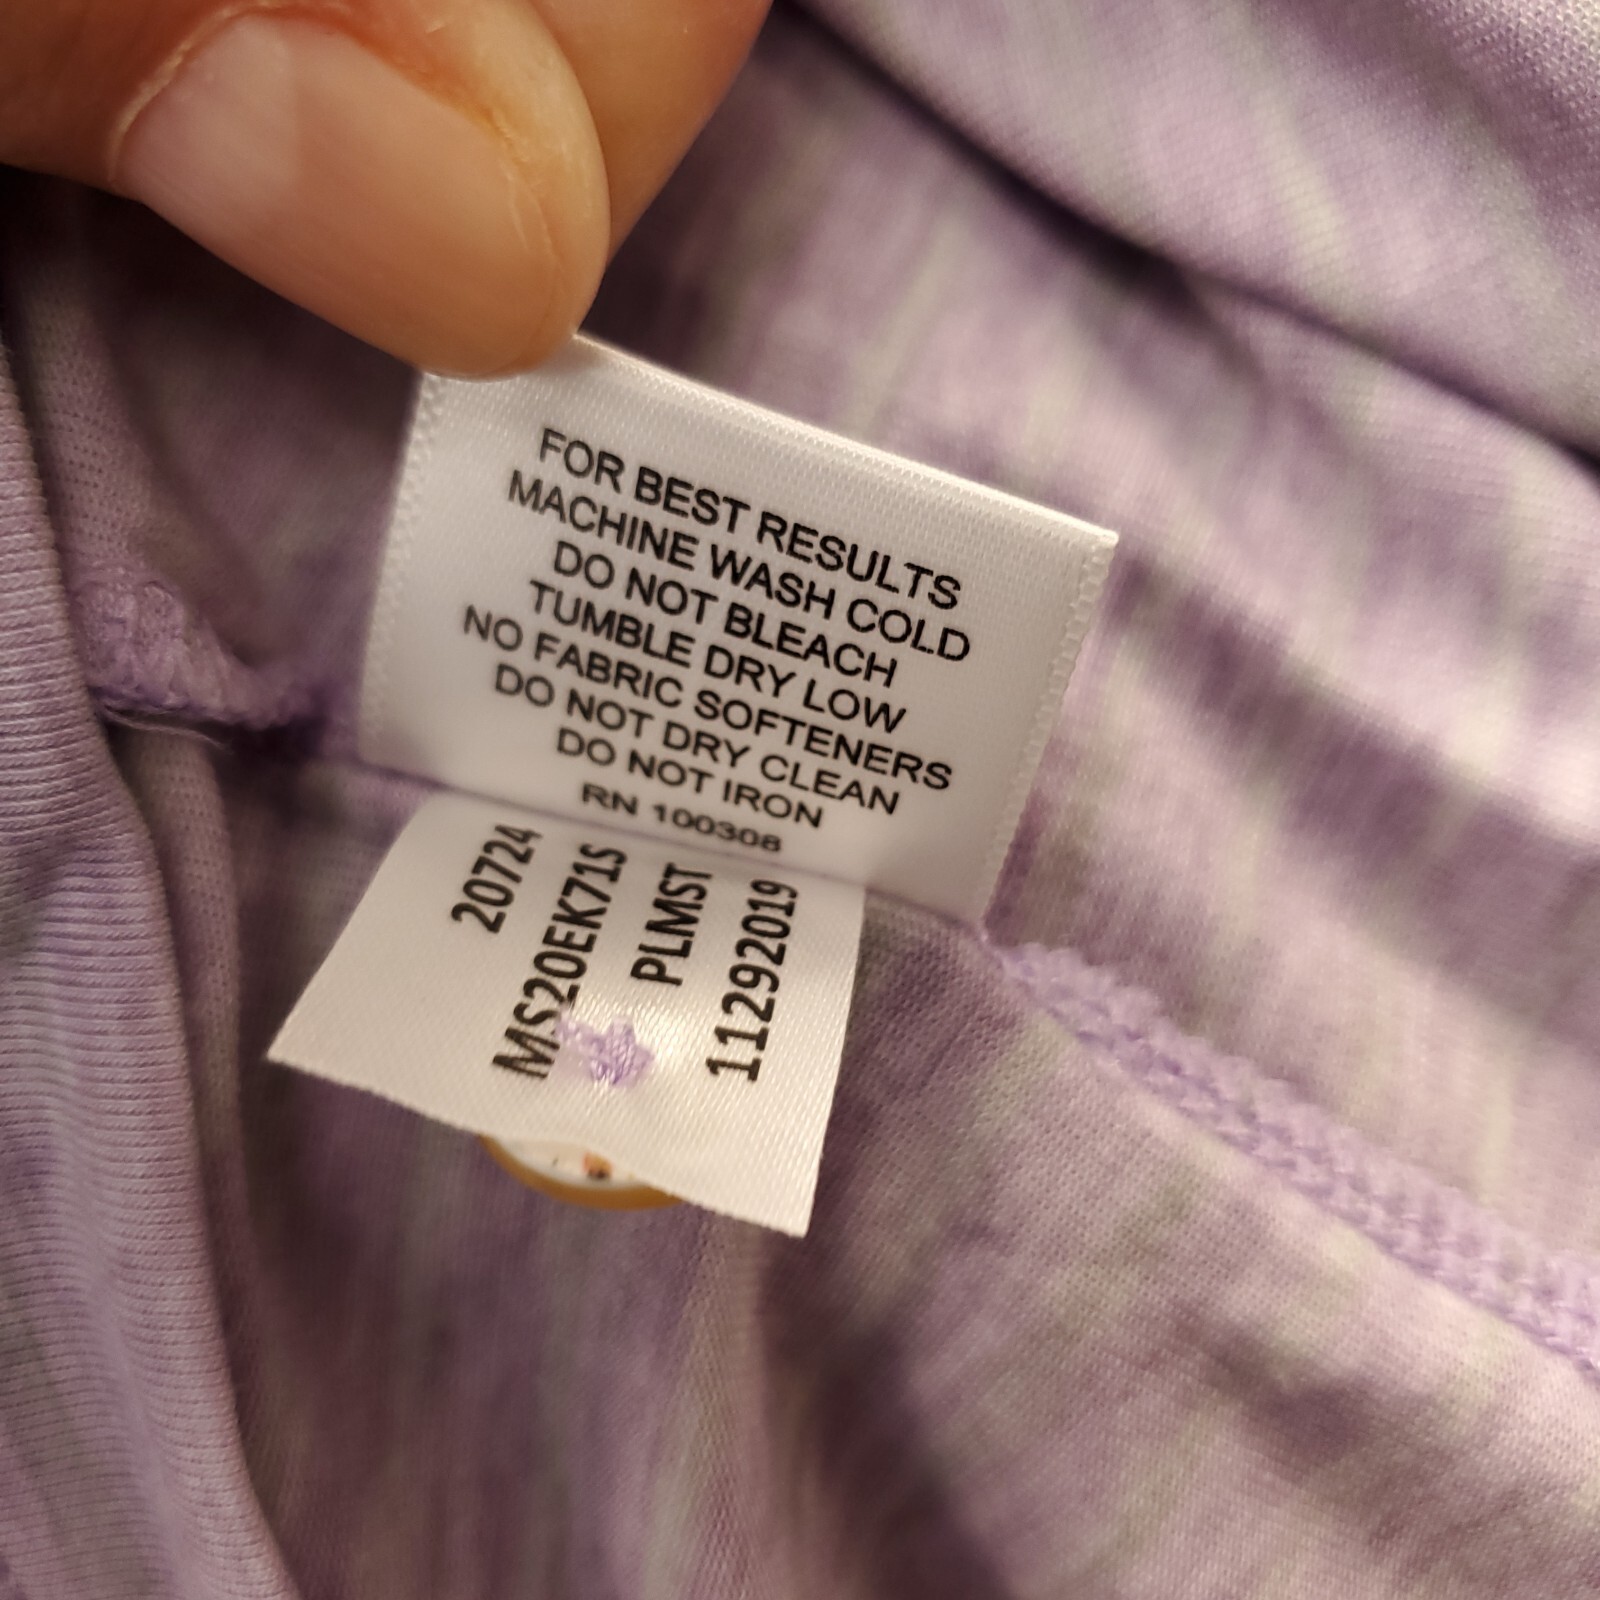 FOR BEST RESULTS
MACHINE WASH COLD
DO NOT BLEACH
TUMBLE DRY LOW
NO FABRIC SOFTENERS
DO NOT DRY CLEAN
DO NOT IRON
RN 100308
20724
MS20EK71S
PLMST
11292019